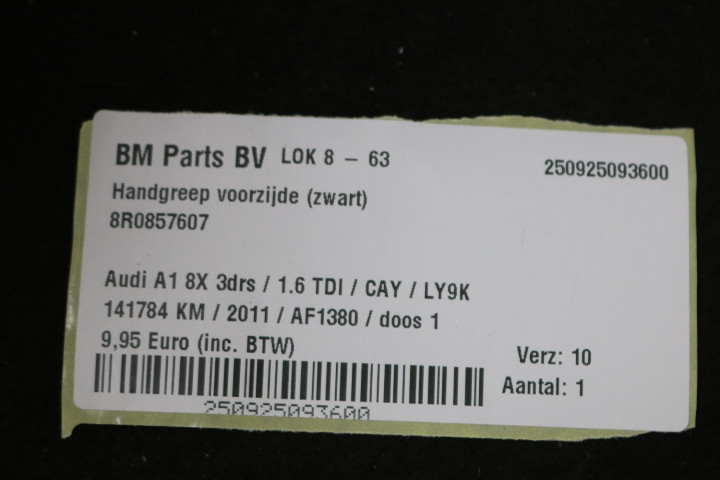 BM Parts BV LOK 8 - 63
250925093600
Handgreep voorzijde (zwart)
8R0857607
Audi A1 8X 3drs / 1.6 TDI / CAY / LY9K
141784 KM / 2011 / AF1380 / doos 1
9,95 Euro (inc. BTW)
Verz: 10
Aantal: 1
250925093600